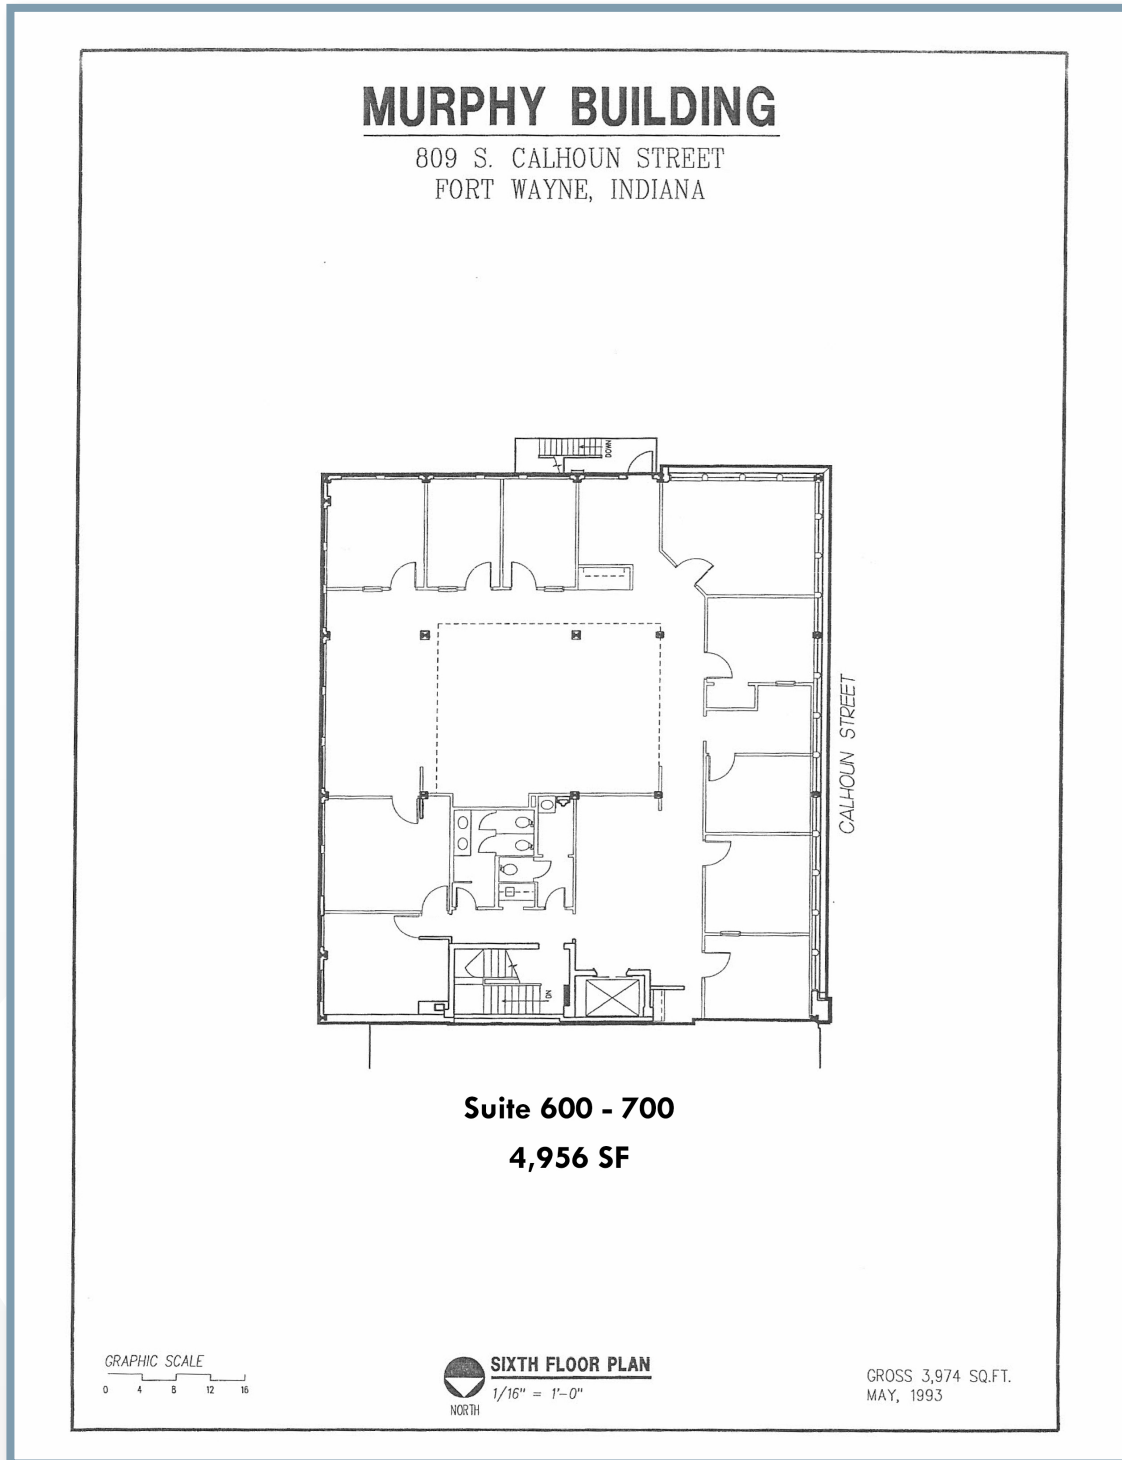 MURPHY BUILDING
809 S. CALHOUN STREET
FORT WAYNE, INDIANA
DOWN
CALHOUN STREET
DN
Suite 600 - 700
4,956 SF
GRAPHIC SCALE
0 4 8 12 16
SIXTH FLOOR PLAN
1/16" = 1'-0"
NORTH
GROSS 3,974 SQ.FT.
MAY, 1993